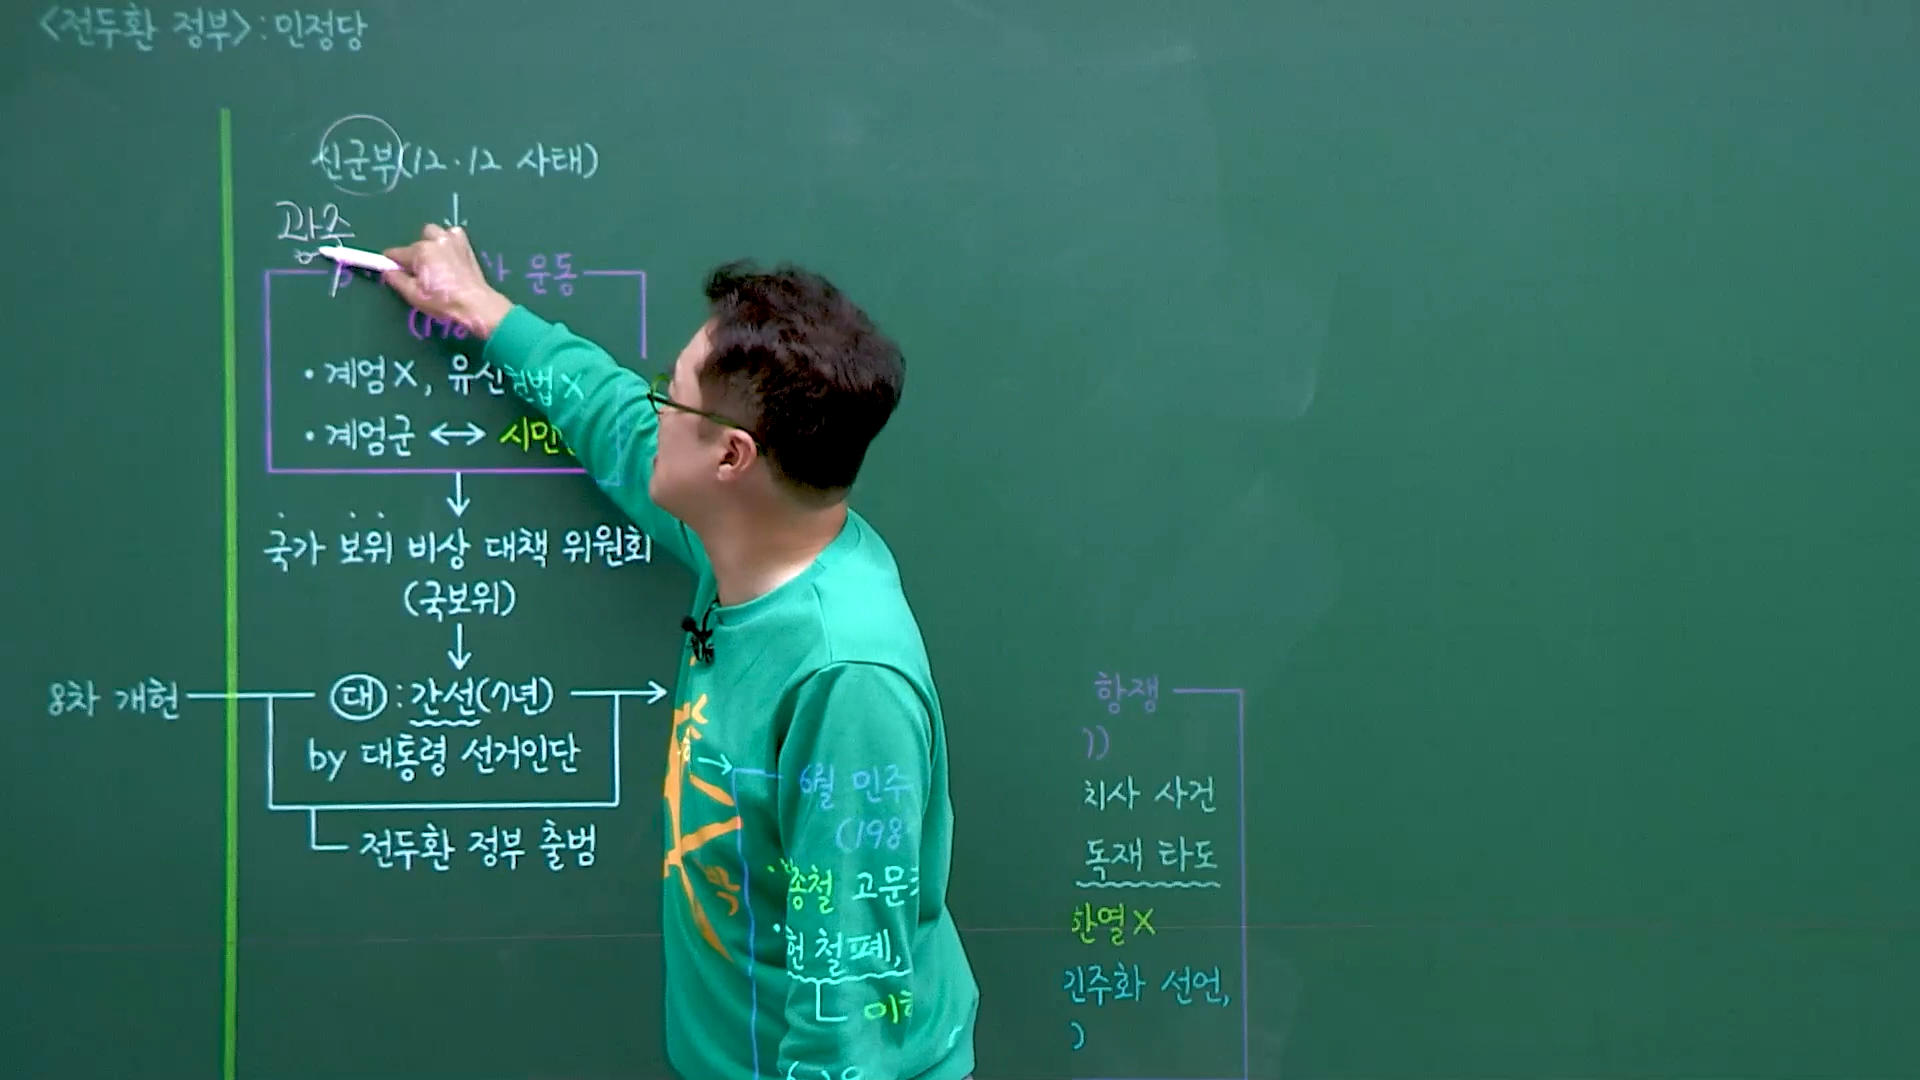 <전두환 정부> : 민정당
신군부(12·12 사태)
광주
운동
(198
• 계엄X, 유신헌법X
• 계엄군 ↔ 시민
국가 보위 비상 대책 위원회
(국보위)
8차 개헌
대 : 간선(7년)
by 대통령 선거인단
전두환 정부 출범
항쟁
6월 민주
(198
치사 사건
종철 고문
독재 타도
한열X
헌철폐,
민주화 선언,